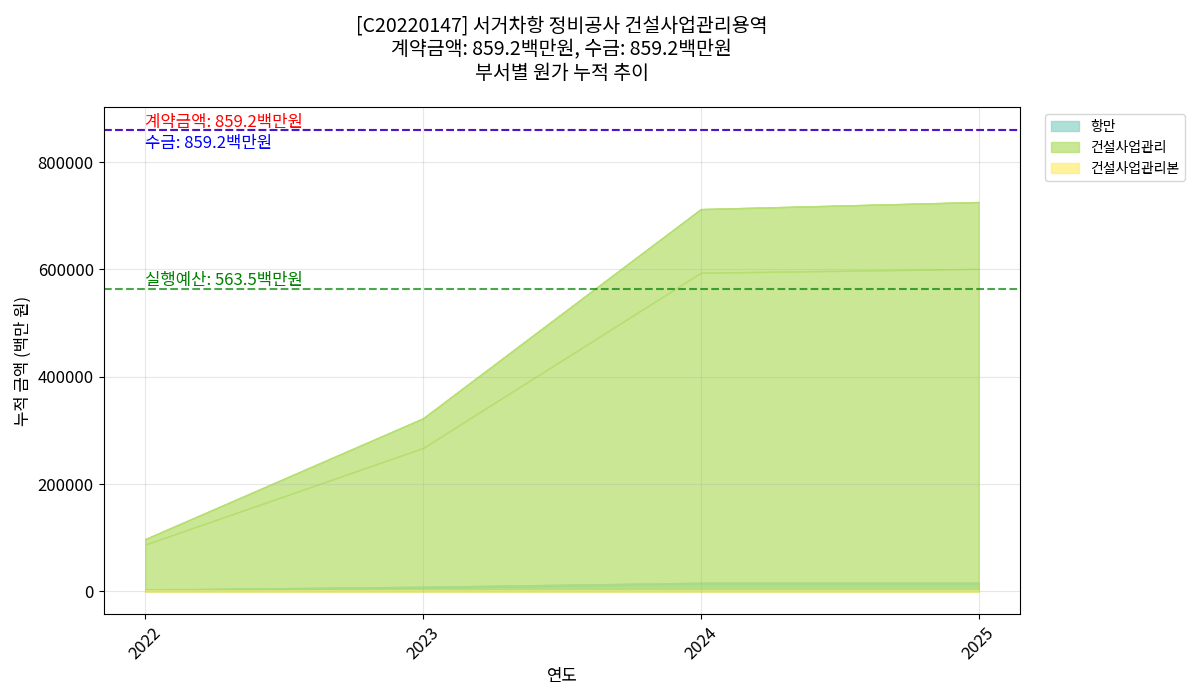 [C20220147] 서거차항 정비공사 건설사업관리용역
계약금액: 859.2백만원, 수금: 859.2백만원
부서별 원가 누적 추이
계약금액: 859.2백만원
수금: 859.2백만원
실행예산: 563.5백만원
항만
건설사업관리
건설사업관리본
누적 금액 (백만 원)
800000
600000
400000
200000
0
2022
2023
2024
2025
연도